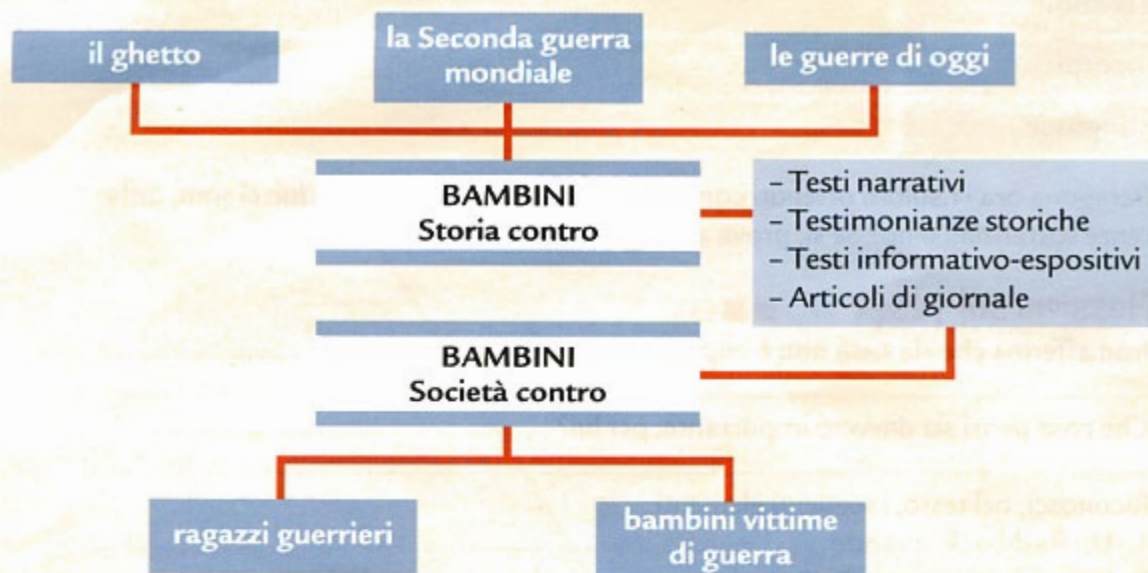 il ghetto
la Seconda guerra
mondiale
le guerre di oggi
BAMBINI
Storia contro
– Testi narrativi
– Testimonianze storiche
– Testi informativo-espositivi
– Articoli di giornale
BAMBINI
Società contro
ragazzi guerrieri
bambini vittime
di guerra